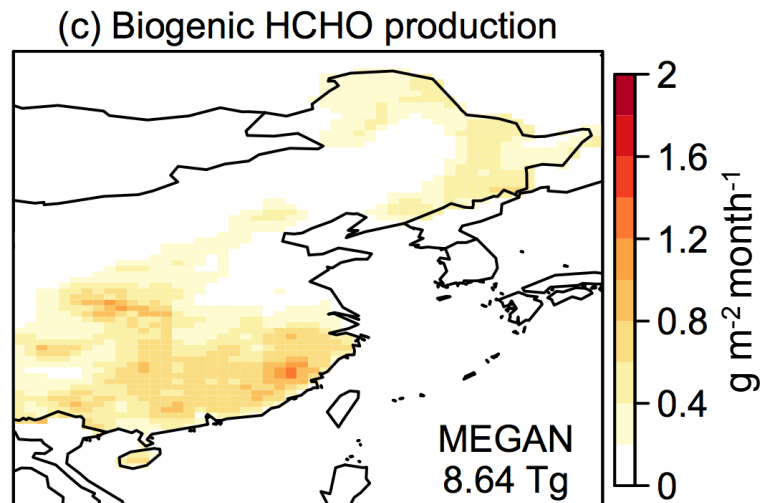 (c) Biogenic HCHO production
2
1.6
1.2
0.8
0.4
0
g m-2 month-1
MEGAN
8.64 Tg